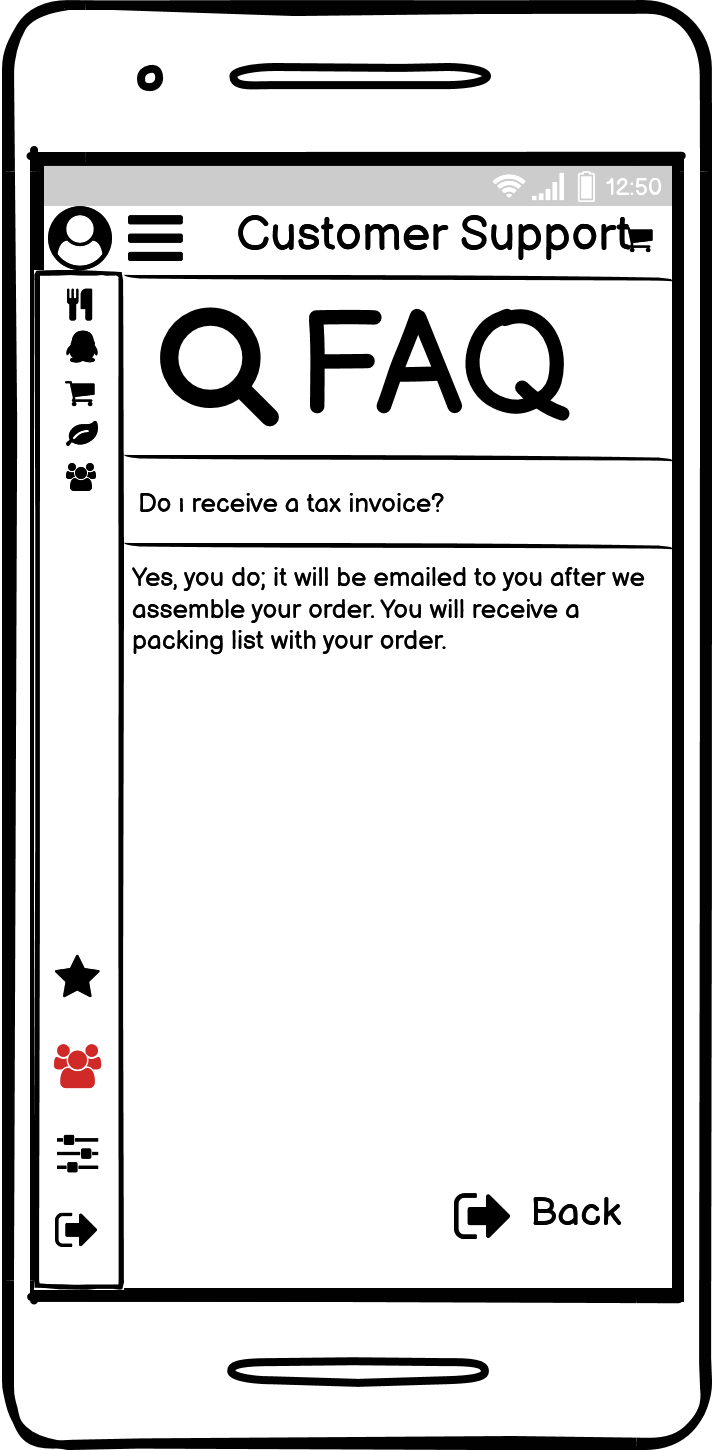 12:50
Customer Support
FAQ
Do ı receive a tax invoice?
Yes, you do; it will be emailed to you after we
assemble your order. You will receive a
packing list with your order.
Back